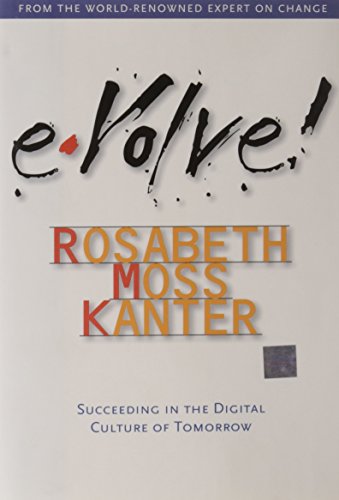 FROM THE WORLD-RENOWNED EXPERT ON CHANGE
e.volve!
ROSABETH
MOSS
KANTER
SUCCEEDING IN THE DIGITAL
CULTURE OF TOMORROW